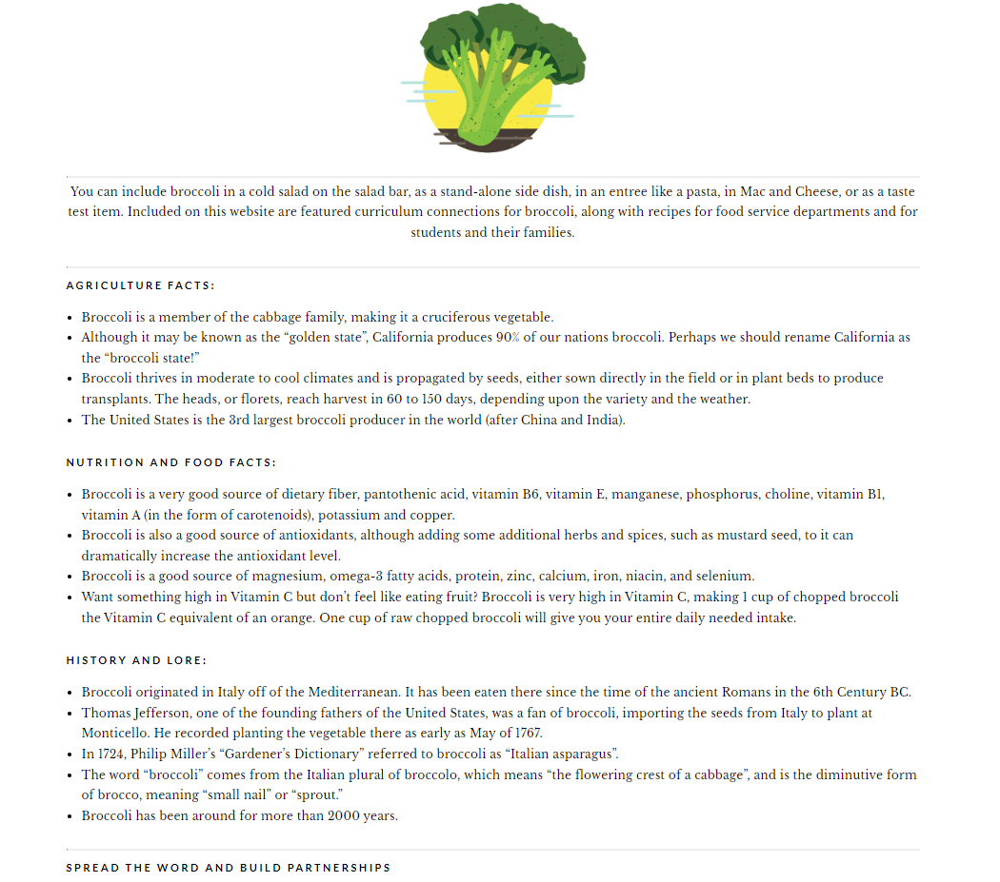 You can include broccoli in a cold salad on the salad bar, as a stand-alone side dish, in an entree like a pasta, in Mac and Cheese, or as a taste
test item. Included on this website are featured curriculum connections for broccoli, along with recipes for food service departments and for
students and their families.
AGRICULTURE FACTS:
• Broccoli is a member of the cabbage family, making it a cruciferous vegetable.
• Although it may be known as the “golden state”, California produces 90% of our nations broccoli. Perhaps we should rename California as
the “broccoli state!”
• Broccoli thrives in moderate to cool climates and is propagated by seeds, either sown directly in the field or in plant beds to produce
transplants. The heads, or florets, reach harvest in 60 to 150 days, depending upon the variety and the weather.
• The United States is the 3rd largest broccoli producer in the world (after China and India).
NUTRITION AND FOOD FACTS:
• Broccoli is a very good source of dietary fiber, pantothenic acid, vitamin B6, vitamin E, manganese, phosphorus, choline, vitamin B1,
vitamin A (in the form of carotenoids), potassium and copper.
• Broccoli is also a good source of antioxidants, although adding some additional herbs and spices, such as mustard seed, to it can
dramatically increase the antioxidant level.
• Broccoli is a good source of magnesium, omega-3 fatty acids, protein, zinc, calcium, iron, niacin, and selenium.
• Want something high in Vitamin C but don’t feel like eating fruit? Broccoli is very high in Vitamin C, making 1 cup of chopped broccoli
the Vitamin C equivalent of an orange. One cup of raw chopped broccoli will give you your entire daily needed intake.
HISTORY AND LORE:
• Broccoli originated in Italy off of the Mediterranean. It has been eaten there since the time of the ancient Romans in the 6th Century BC.
• Thomas Jefferson, one of the founding fathers of the United States, was a fan of broccoli, importing the seeds from Italy to plant at
Monticello. He recorded planting the vegetable there as early as May of 1767.
• In 1724, Philip Miller’s “Gardener’s Dictionary” referred to broccoli as “Italian asparagus”.
• The word “broccoli” comes from the Italian plural of broccolo, which means “the flowering crest of a cabbage”, and is the diminutive form
of brocco, meaning “small nail” or “sprout.”
• Broccoli has been around for more than 2000 years.
SPREAD THE WORD AND BUILD PARTNERSHIPS